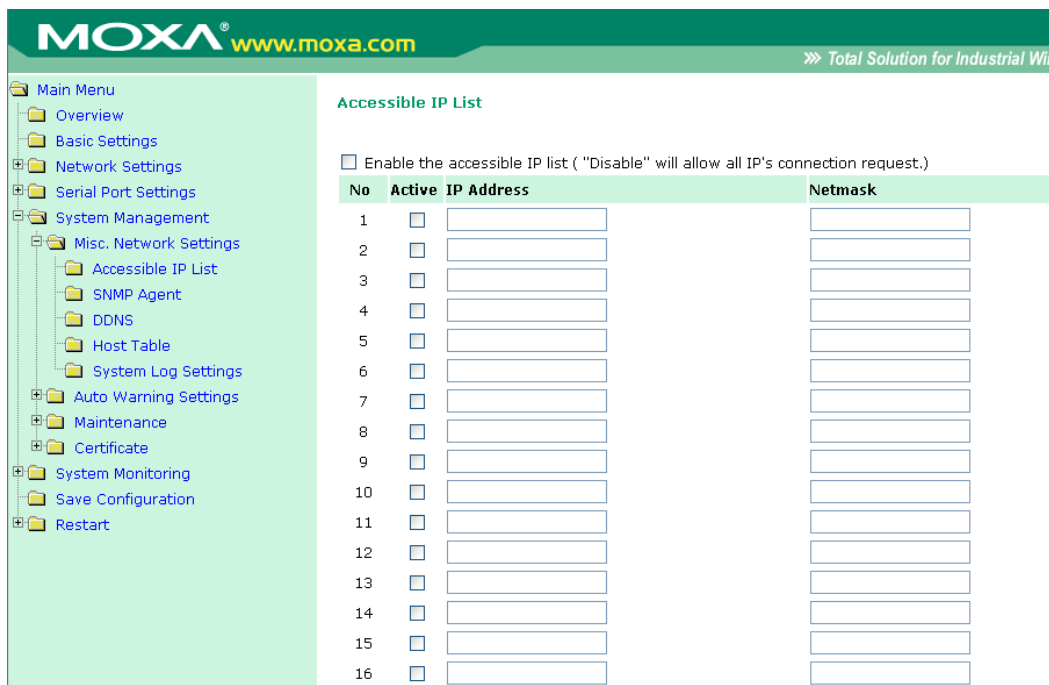 MOXA® www.moxa.com
Total Solution for Industrial Wi
Main Menu
Overview
Basic Settings
Network Settings
Serial Port Settings
System Management
Misc. Network Settings
Accessible IP List
SNMP Agent
DDNS
Host Table
System Log Settings
Auto Warning Settings
Maintenance
Certificate
System Monitoring
Save Configuration
Restart
Accessible IP List
Enable the accessible IP list ( "Disable" will allow all IP's connection request.)
No Active IP Address Netmask
1
2
3
4
5
6
7
8
9
10
11
12
13
14
15
16